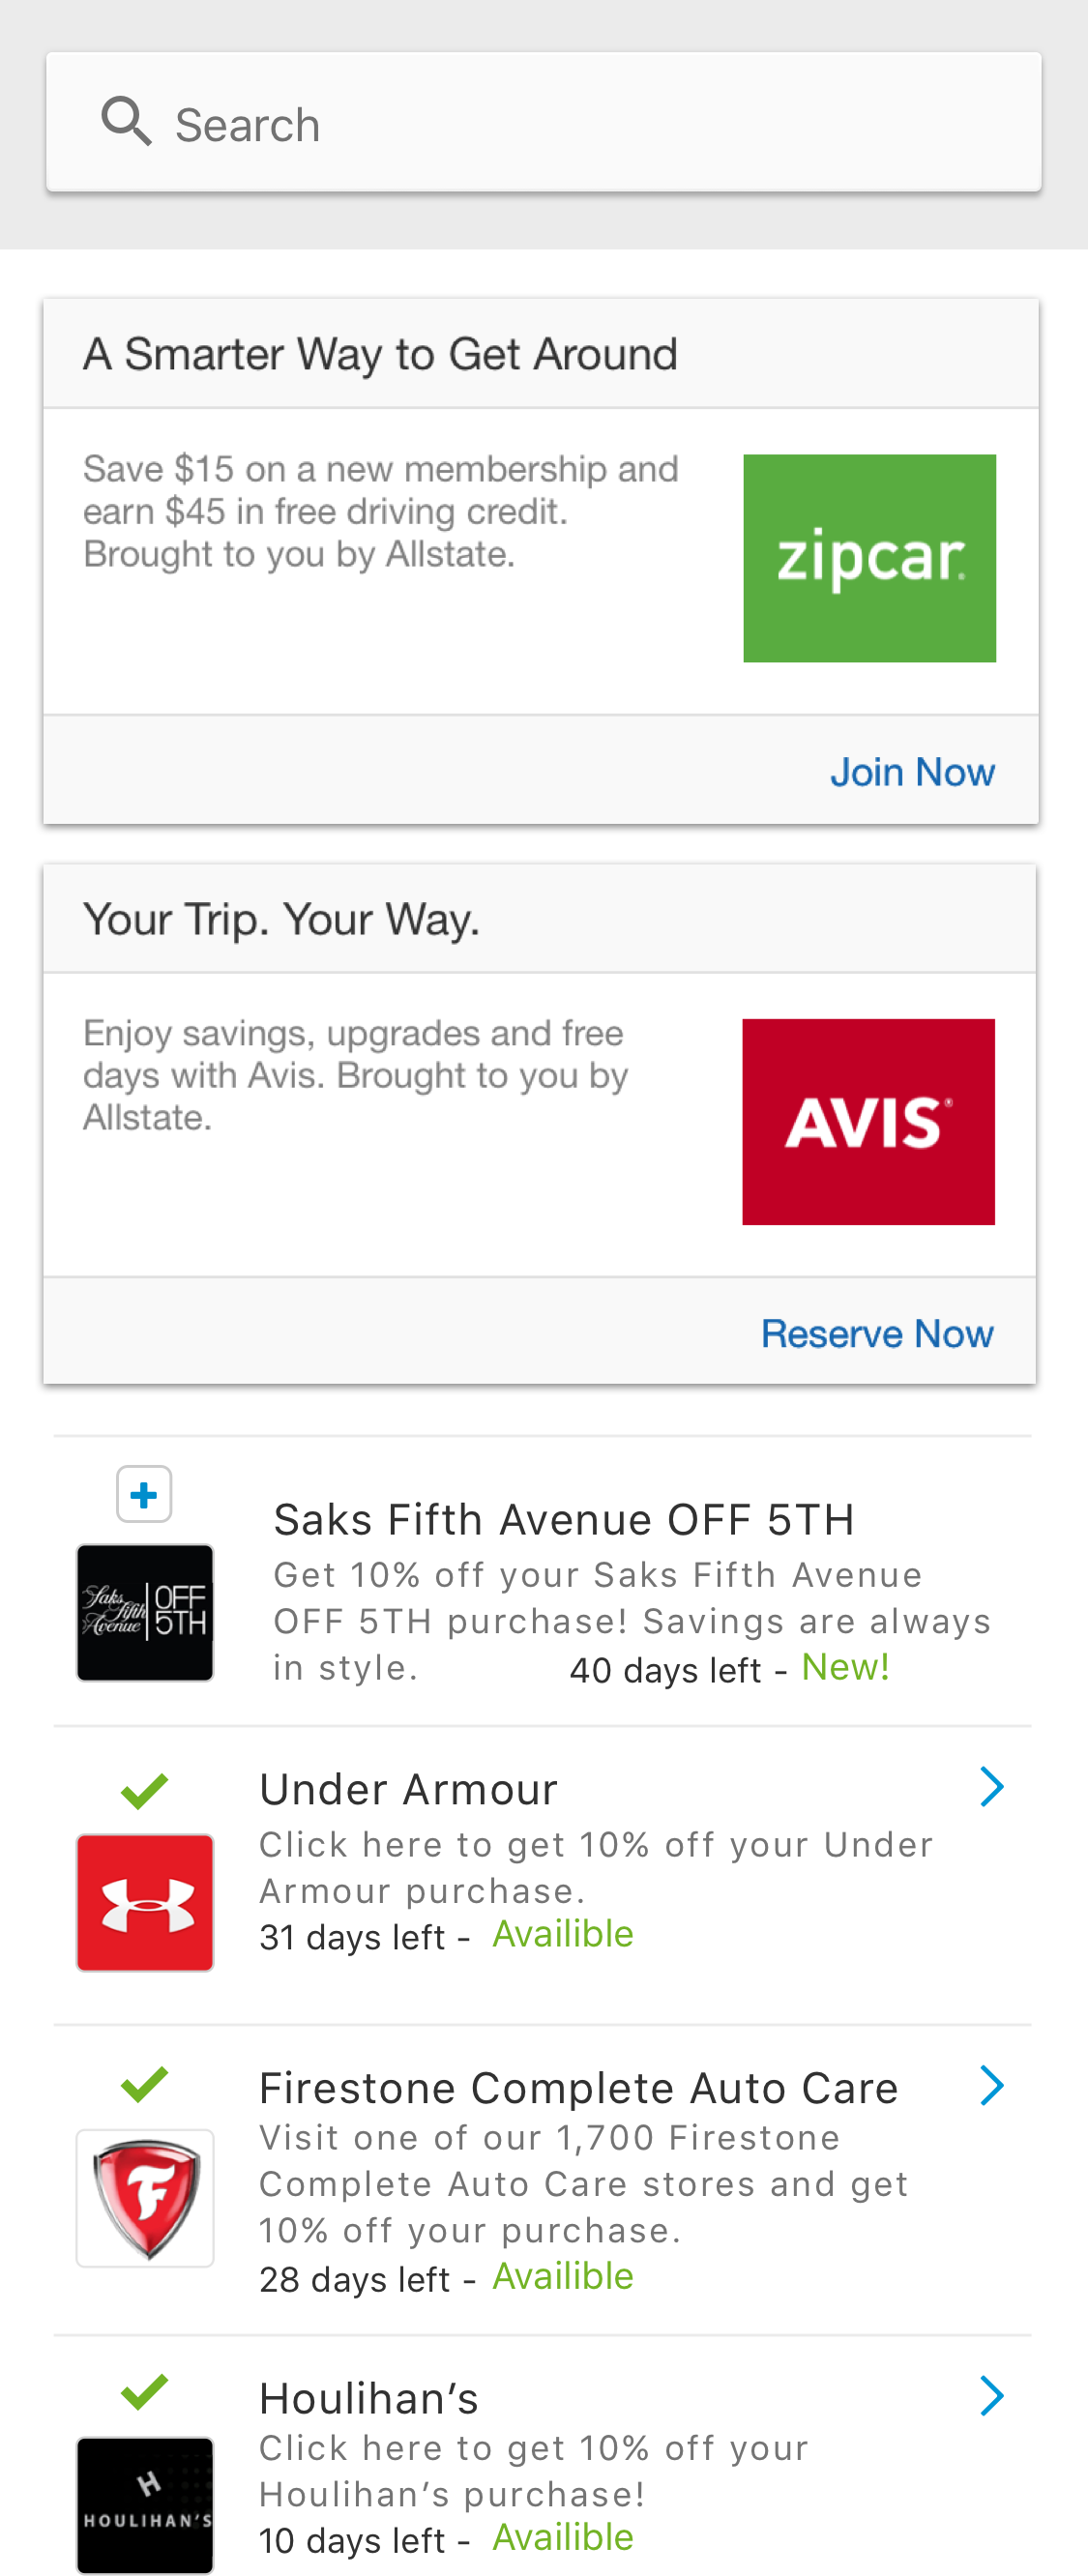 Search
A Smarter Way to Get Around
Save $15 on a new membership and
earn $45 in free driving credit.
Brought to you by Allstate.
zipcar.
Join Now
Your Trip. Your Way.
Enjoy savings, upgrades and free
days with Avis. Brought to you by
Allstate.
AVIS®
Reserve Now
Saks Fifth Avenue OFF 5TH
Saks Fifth Avenue OFF 5TH
Get 10% off your Saks Fifth Avenue
OFF 5TH purchase! Savings are always
in style. 40 days left - New!
Under Armour
Click here to get 10% off your Under
Armour purchase.
31 days left - Availible
Firestone Complete Auto Care
F
Visit one of our 1,700 Firestone
Complete Auto Care stores and get
10% off your purchase.
28 days left - Availible
Houlihan’s
H
HOULIHAN'S
Click here to get 10% off your
Houlihan’s purchase!
10 days left - Availible